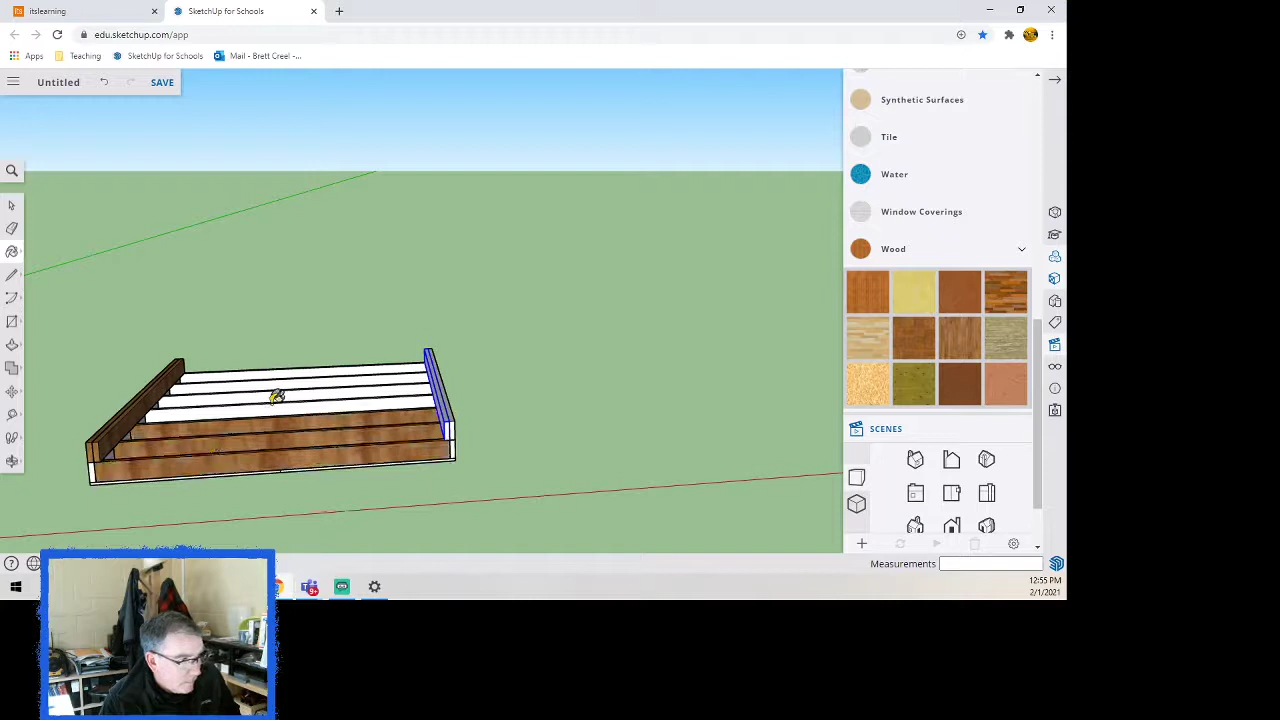 itslearning
SketchUp for Schools
edu.sketchup.com/app
Apps
Teaching
SketchUp for Schools
Mail - Brett Creel -...
Untitled
SAVE
Synthetic Surfaces
Tile
Water
Window Coverings
Wood
SCENES
Measurements
9+
12:55 PM
2/1/2021